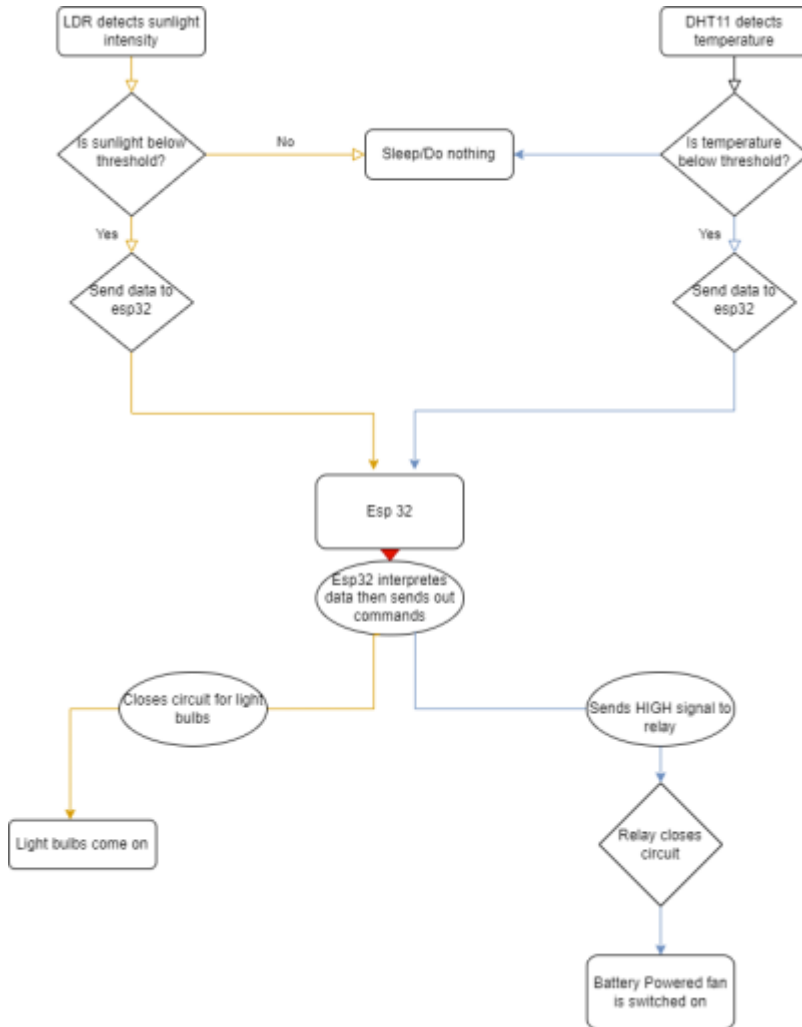 LDR detects sunlight
intensity
DHT11 detects
temperature
Is sunlight below
threshold?
No
Sleep/Do nothing
Is temperature
below threshold?
Yes
Yes
Send data to
esp32
Send data to
esp32
Esp 32
Esp32 interpretes
data then sends out
commands
Closes circuit for light
bulbs
Sends HIGH signal to
relay
Light bulbs come on
Relay closes
circuit
Battery Powered fan
is switched on